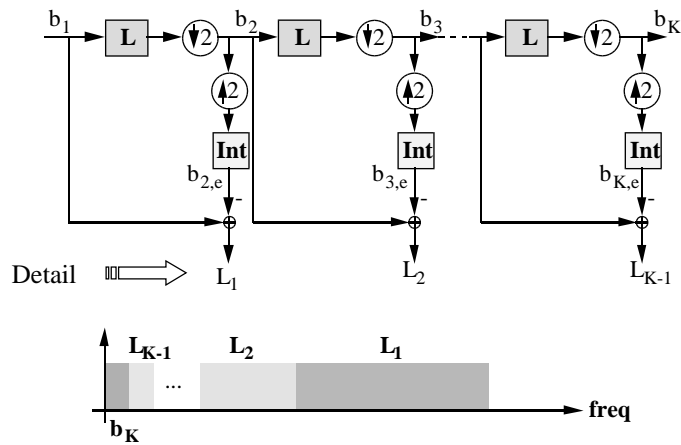 b1 L 2 b2 L 2 b3 L 2 bK
2 2 2
Int Int Int
b2,e - b3,e - bK,e -
Detail L1 L2 LK-1
LK-1 L2 L1
...
freq
bK